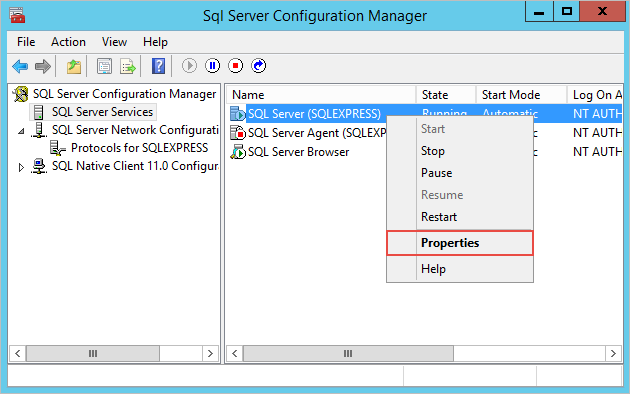 Sql Server Configuration Manager
File Action View Help
SQL Server Configuration Manager
SQL Server Services
SQL Server Network Configurati
Protocols for SQLEXPRESS
SQL Native Client 11.0 Configura
Name State Start Mode Log On A
SQL Server (SQLEXPRESS) Running Automatic NT AUTH
SQL Server Agent (SQLEXP NT AUTH
SQL Server Browser NT AUTH
Start
Stop
Pause
Resume
Restart
Properties
Help